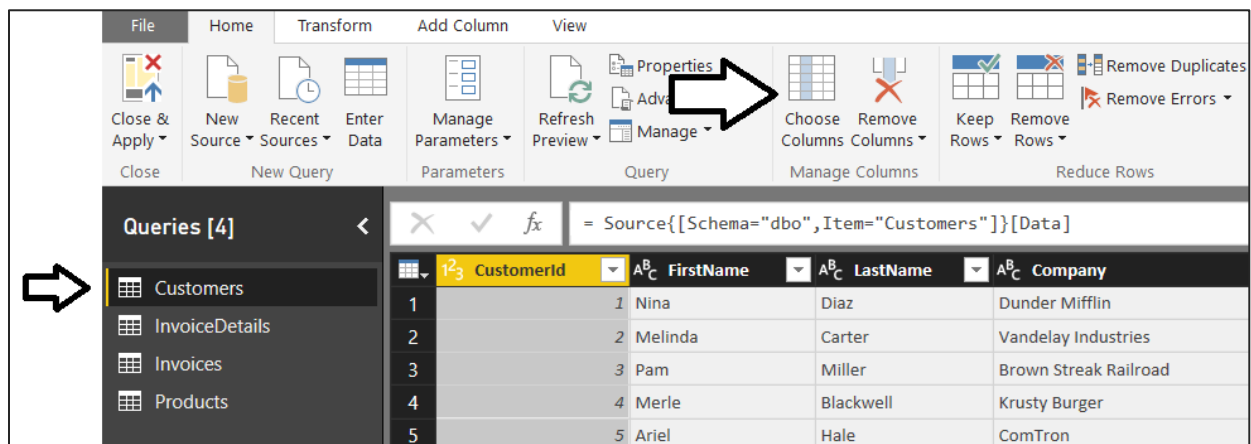 File Home Transform Add Column View
Properties
Remove Duplicates
Remove Errors
Manage
Close & Apply
New Source
Recent Sources
Enter Data
Manage Parameters
Refresh Preview
Choose Columns
Remove Columns
Keep Rows
Remove Rows
Close New Query Parameters Query Manage Columns Reduce Rows
Queries [4]
fx = Source{[Schema="dbo",Item="Customers"]}[Data]
Customers
InvoiceDetails
Invoices
Products
123 CustomerId ABC FirstName ABC LastName ABC Company
1 1 Nina Diaz Dunder Mifflin
2 2 Melinda Carter Vandelay Industries
3 3 Pam Miller Brown Streak Railroad
4 4 Merle Blackwell Krusty Burger
5 5 Ariel Hale ComTron